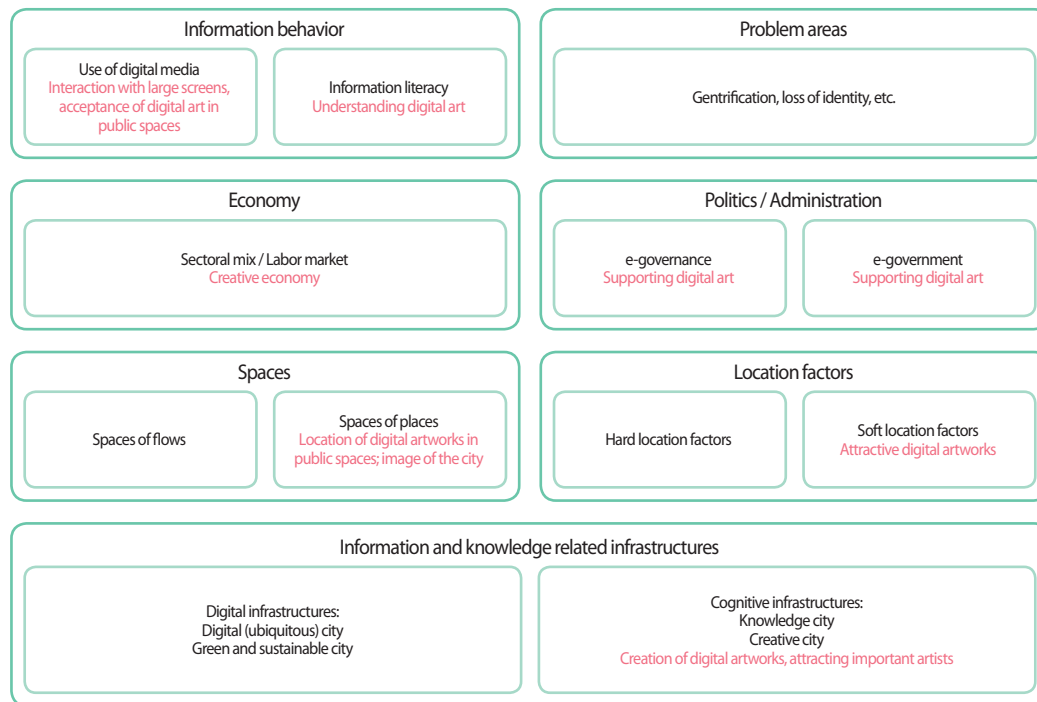 Information behavior
Use of digital media
Interaction with large screens,
acceptance of digital art in
public spaces
Information literacy
Understanding digital art
Problem areas
Gentrification, loss of identity, etc.
Economy
Sectoral mix / Labor market
Creative economy
Politics / Administration
e-governance
Supporting digital art
e-government
Supporting digital art
Spaces
Spaces of flows
Spaces of places
Location of digital artworks in
public spaces; image of the city
Location factors
Hard location factors
Soft location factors
Attractive digital artworks
Information and knowledge related infrastructures
Digital infrastructures:
Digital (ubiquitous) city
Green and sustainable city
Cognitive infrastructures:
Knowledge city
Creative city
Creation of digital artworks, attracting important artists